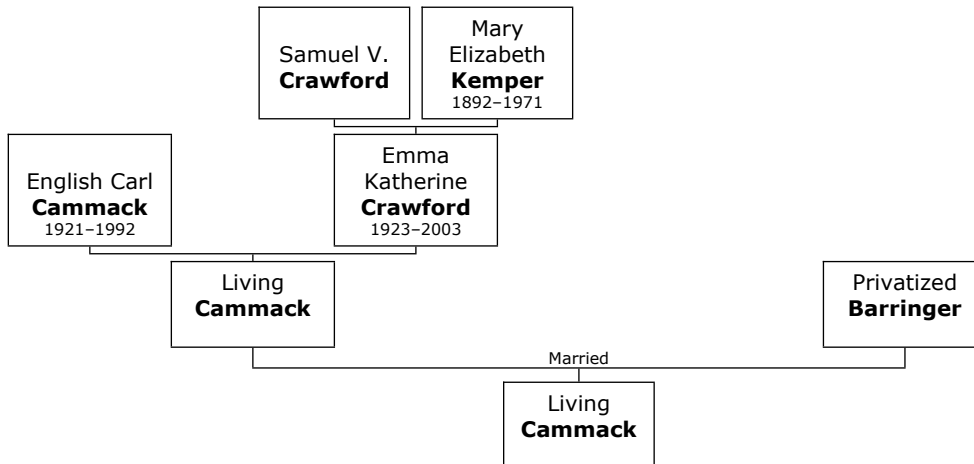 Samuel V.
Crawford
Mary
Elizabeth
Kemper
1892–1971
English Carl
Cammack
1921–1992
Emma
Katherine
Crawford
1923–2003
Living
Cammack
Privatized
Barringer
Married
Living
Cammack